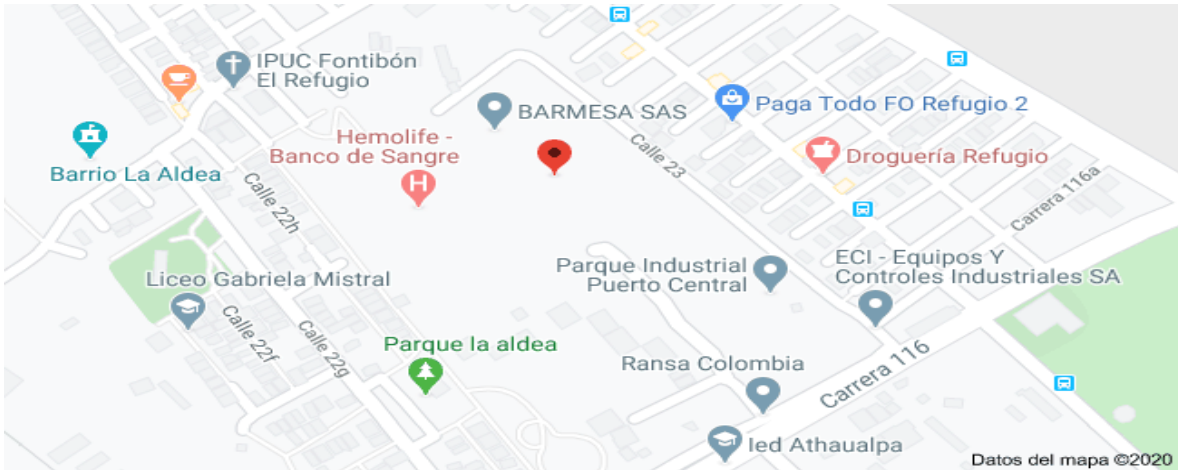 IPUC Fontibón
El Refugio
BARMESA SAS
Paga Todo FO Refugio 2
Hemolife -
Banco de Sangre
H
Calle 23
Droguería Refugio
Barrio La Aldea
Calle 22h
Carrera 116a
Liceo Gabriela Mistral
Parque Industrial
Puerto Central
ECI - Equipos Y
Controles Industriales SA
Calle 22f
Calle 22g
Parque la aldea
Ransa Colombia
Carrera 116
Ied Athaualpa
Datos del mapa ©2020